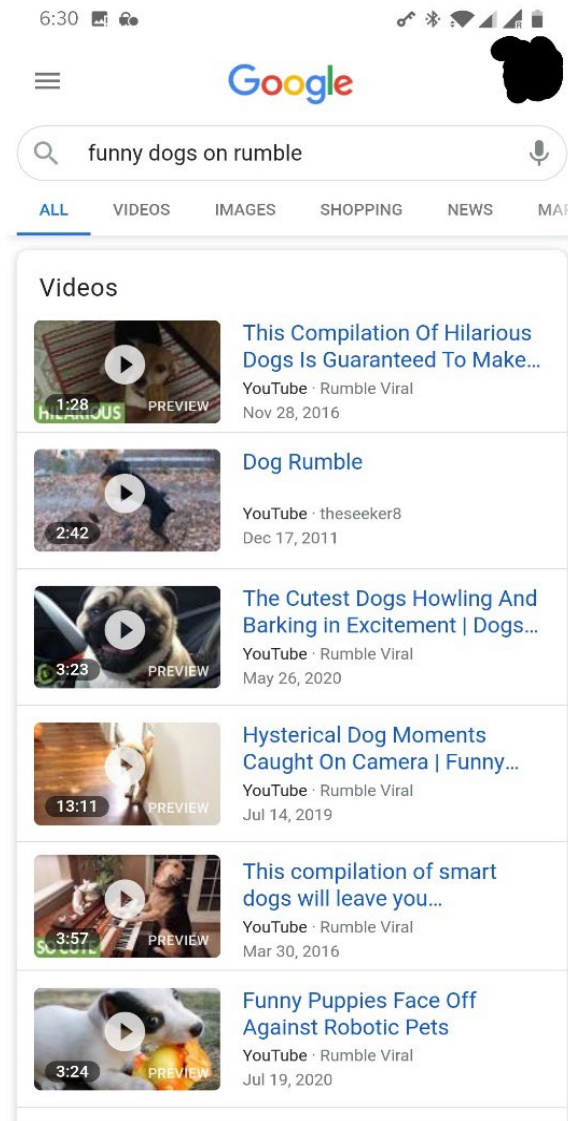 6:30
R
Google
funny dogs on rumble
ALL VIDEOS IMAGES SHOPPING NEWS MAP
Videos
This Compilation Of Hilarious
Dogs Is Guaranteed To Make...
YouTube · Rumble Viral
Nov 28, 2016
1:28
HILARIOUS
PREVIEW
Dog Rumble
YouTube · theseeker8
Dec 17, 2011
2:42
The Cutest Dogs Howling And
Barking in Excitement | Dogs...
YouTube · Rumble Viral
May 26, 2020
3:23
PREVIEW
Hysterical Dog Moments
Caught On Camera | Funny...
YouTube · Rumble Viral
Jul 14, 2019
13:11
PREVIEW
This compilation of smart
dogs will leave you...
YouTube · Rumble Viral
Mar 30, 2016
3:57
SO CUTE
PREVIEW
Funny Puppies Face Off
Against Robotic Pets
YouTube · Rumble Viral
Jul 19, 2020
3:24
PREVIEW